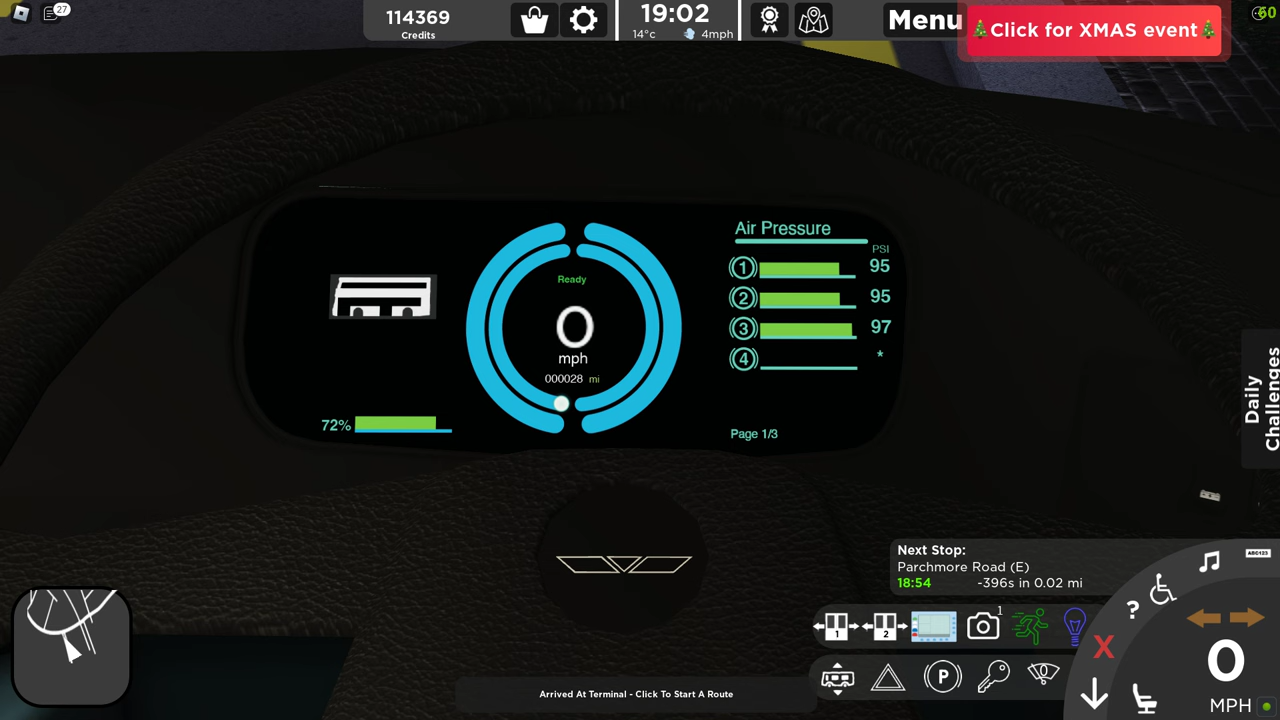 27
114369
Credits
19:02
14°c
4mph
Menu
🎄Click for XMAS event🎄
60
Air Pressure
PSI
1
95
2
95
3
97
4
*
Ready
0
mph
000028 mi
72%
Page 1/3
Daily
Challenges
Next Stop:
Parchmore Road (E)
18:54
-396s in 0.02 mi
1
2
1
P
?
X
ABC123
0
MPH
Arrived At Terminal - Click To Start A Route